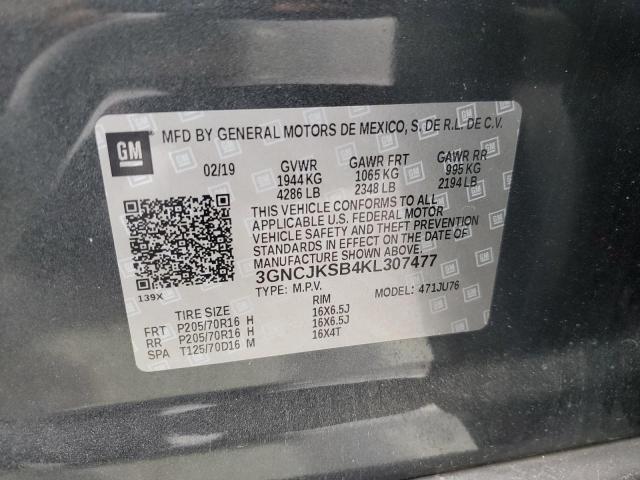 GM
MFD BY GENERAL MOTORS DE MEXICO, S. DE R.L. DE C.V.
02/19 GVWR GAWR FRT GAWR RR
1944 KG 1065 KG 995 KG
4286 LB 2348 LB 2194 LB
THIS VEHICLE CONFORMS TO ALL
APPLICABLE U.S. FEDERAL MOTOR
VEHICLE SAFETY AND THEFT PREVENTION
STANDARDS IN EFFECT ON THE DATE OF
MANUFACTURE SHOWN ABOVE.
3GNCJKSB4KL307477
139X TYPE: M.P.V. MODEL: 471JU76
TIRE SIZE RIM
FRT P205/70R16 H 16X6.5J
RR P205/70R16 H 16X6.5J
SPA T125/70D16 M 16X4T